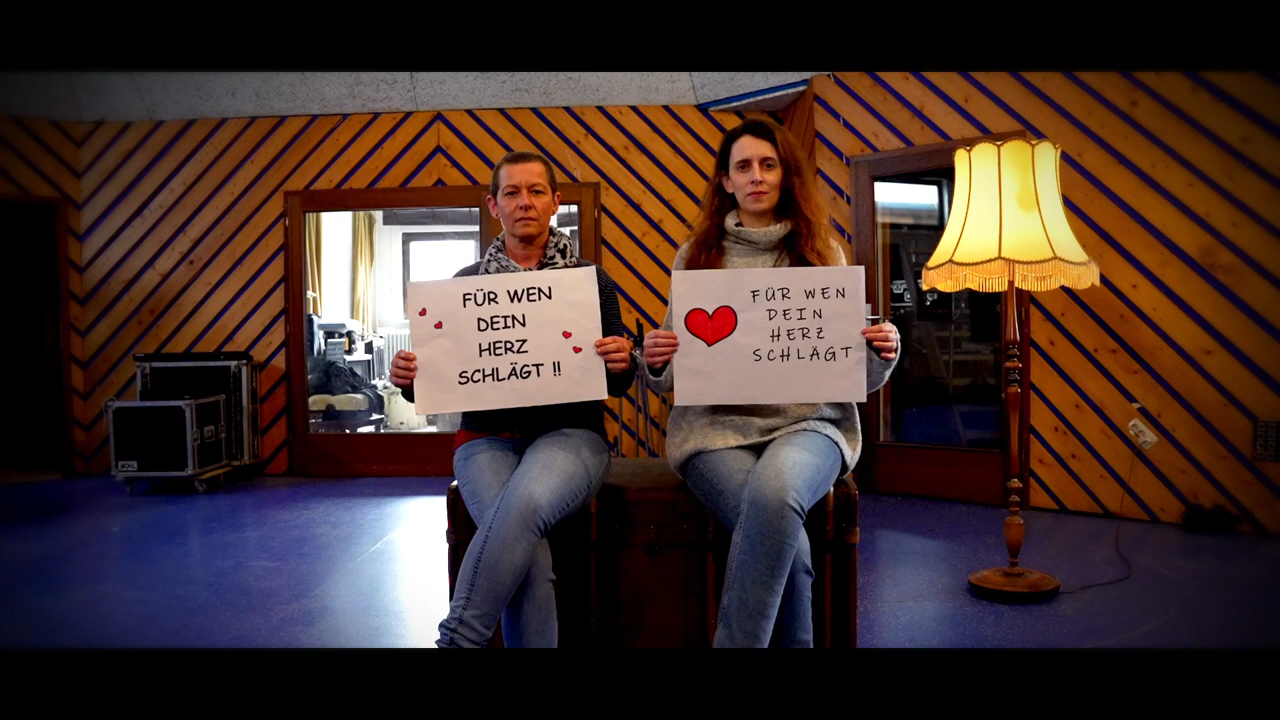 FÜR WEN
DEIN
HERZ
SCHLÄGT !!
FÜR WEN
DEIN
HERZ
SCHLÄGT